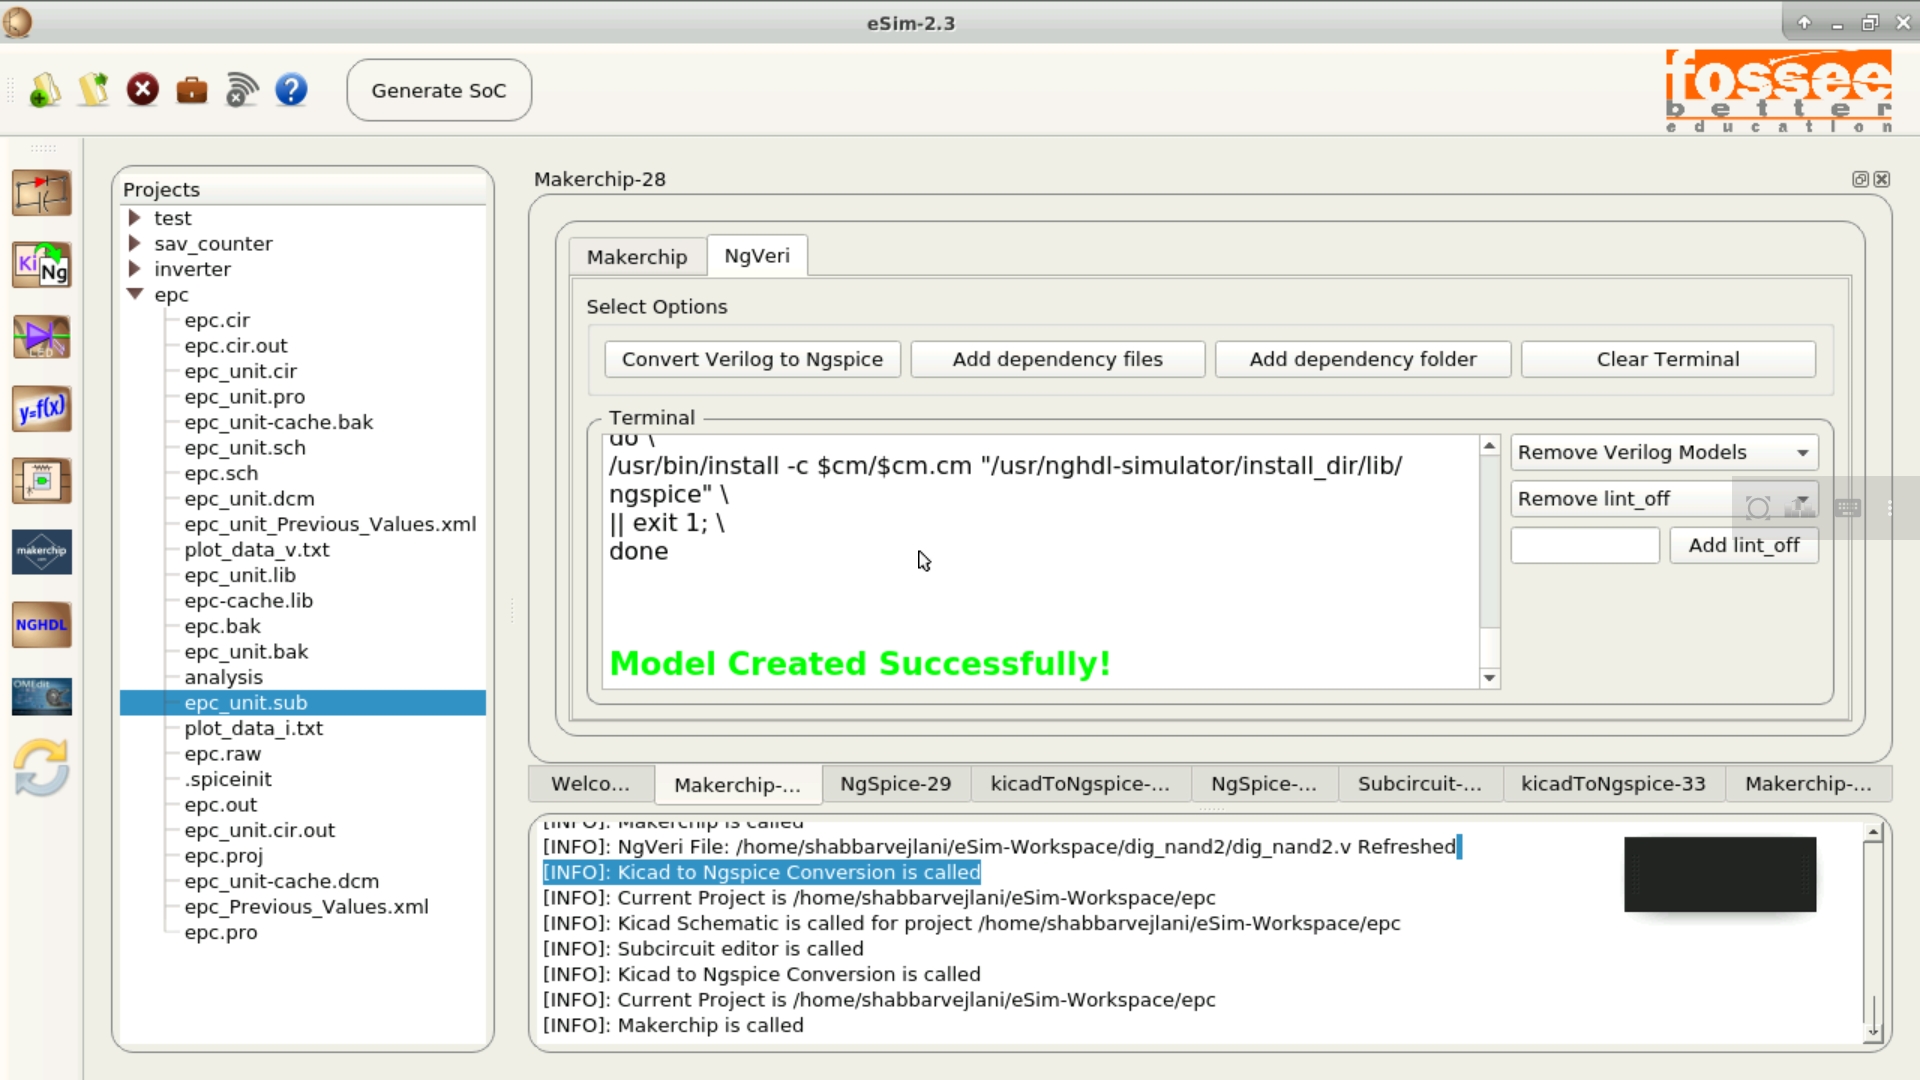 eSim-2.3
Generate SoC
fossee
better
education
Projects
test
sav_counter
inverter
epc
epc.cir
epc.cir.out
epc_unit.cir
epc_unit.pro
epc_unit-cache.bak
epc_unit.sch
epc.sch
epc_unit.dcm
epc_unit_Previous_Values.xml
plot_data_v.txt
epc_unit.lib
epc-cache.lib
epc.bak
epc_unit.bak
analysis
epc_unit.sub
plot_data_i.txt
epc.raw
.spiceinit
epc.out
epc_unit.cir.out
epc.proj
epc_unit-cache.dcm
epc_Previous_Values.xml
epc.pro
Ki Ng
LED
y=f(x)
makerchip
NGHDL
OMEdit
Makerchip-28
Makerchip
NgVeri
Select Options
Convert Verilog to Ngspice
Add dependency files
Add dependency folder
Clear Terminal
Terminal
do \
/usr/bin/install -c $cm/$cm.cm "/usr/nghdl-simulator/install_dir/lib/
ngspice" \
|| exit 1; \
done
Model Created Successfully!
Remove Verilog Models
Remove lint_off
Add lint_off
Welco...
Makerchip-...
NgSpice-29
kicadToNgspice-...
NgSpice-...
Subcircuit-...
kicadToNgspice-33
Makerchip-...
[INFO]: Makerchip is called
[INFO]: NgVeri File: /home/shabbarvejlani/eSim-Workspace/dig_nand2/dig_nand2.v Refreshed
[INFO]: Kicad to Ngspice Conversion is called
[INFO]: Current Project is /home/shabbarvejlani/eSim-Workspace/epc
[INFO]: Kicad Schematic is called for project /home/shabbarvejlani/eSim-Workspace/epc
[INFO]: Subcircuit editor is called
[INFO]: Kicad to Ngspice Conversion is called
[INFO]: Current Project is /home/shabbarvejlani/eSim-Workspace/epc
[INFO]: Makerchip is called